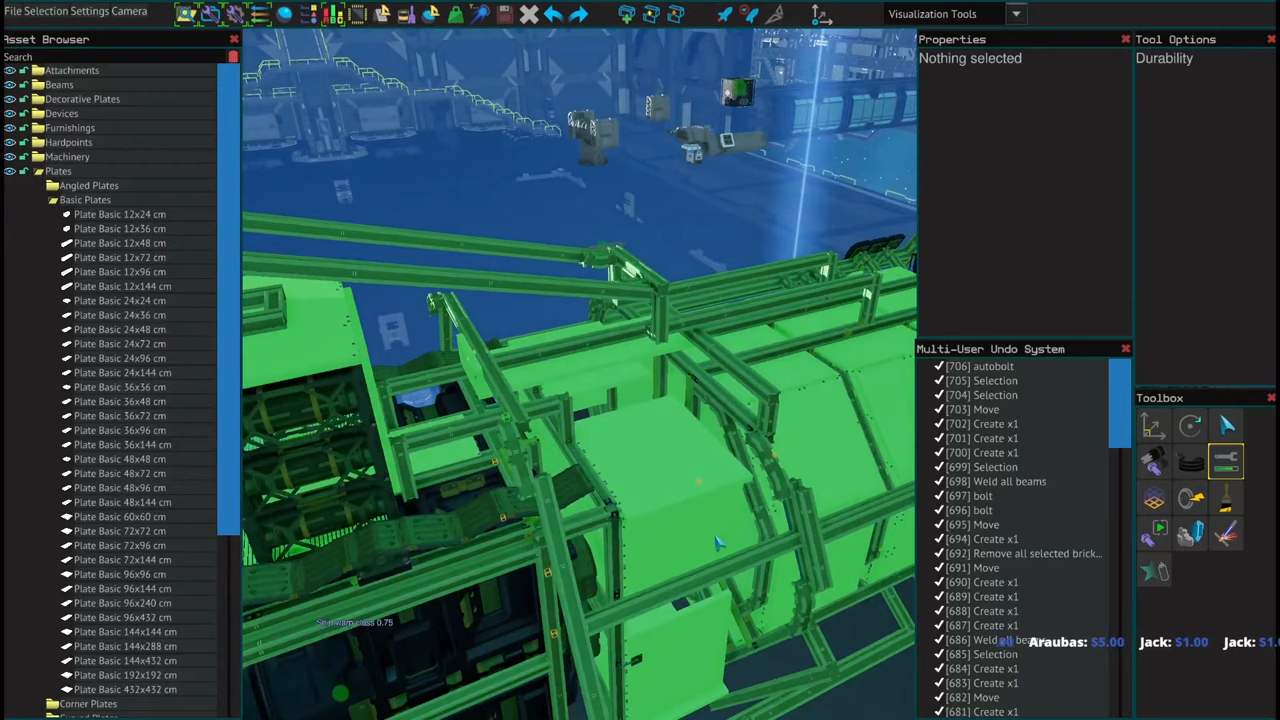 File Selection Settings Camera
Visualization Tools
Asset Browser
Search
Attachments
Beams
Decorative Plates
Devices
Furnishings
Hardpoints
Machinery
Plates
Angled Plates
Basic Plates
Plate Basic 12x24 cm
Plate Basic 12x36 cm
Plate Basic 12x48 cm
Plate Basic 12x72 cm
Plate Basic 12x96 cm
Plate Basic 12x144 cm
Plate Basic 24x24 cm
Plate Basic 24x36 cm
Plate Basic 24x48 cm
Plate Basic 24x72 cm
Plate Basic 24x96 cm
Plate Basic 24x144 cm
Plate Basic 36x36 cm
Plate Basic 36x48 cm
Plate Basic 36x72 cm
Plate Basic 36x96 cm
Plate Basic 36x144 cm
Plate Basic 48x48 cm
Plate Basic 48x72 cm
Plate Basic 48x96 cm
Plate Basic 48x144 cm
Plate Basic 60x60 cm
Plate Basic 72x72 cm
Plate Basic 72x96 cm
Plate Basic 72x144 cm
Plate Basic 96x96 cm
Plate Basic 96x144 cm
Plate Basic 96x240 cm
Plate Basic 96x432 cm
Plate Basic 144x144 cm
Plate Basic 144x288 cm
Plate Basic 144x432 cm
Plate Basic 192x192 cm
Plate Basic 432x432 cm
Corner Plates
Curved Plates
warp class 0.75
Properties
Nothing selected
Tool Options
Durability
Multi-User Undo System
[706] autobolt
[705] Selection
[704] Selection
[703] Move
[702] Create x1
[701] Create x1
[700] Create x1
[699] Selection
[698] Weld all beams
[697] bolt
[696] bolt
[695] Move
[694] Create x1
[692] Remove all selected brick...
[691] Move
[690] Create x1
[689] Create x1
[688] Create x1
[687] Create x1
[686] Weld all beams
[685] Selection
[684] Create x1
[683] Create x1
[682] Move
[681] Create x1
Toolbox
Araubas: $5.00 Jack: $1.00 Jack: $1.